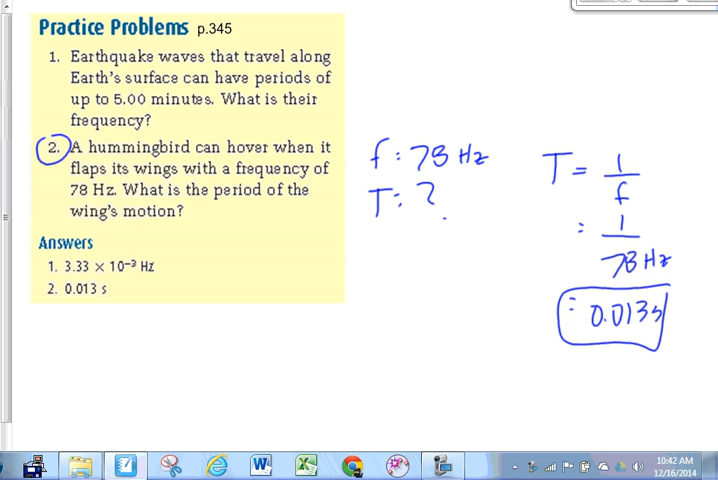 Practice Problems p.345
1. Earthquake waves that travel along
Earth's surface can have periods of
up to 5.00 minutes. What is their
frequency?
2. A hummingbird can hover when it
flaps its wings with a frequency of
78 Hz. What is the period of the
wing's motion?
Answers
1. 3.33 × 10⁻³ Hz
2. 0.013 s
f : 78 Hz
T : ?
T = 1/f
= 1/78 Hz
= 0.013 s
10:42 AM
12/16/2014